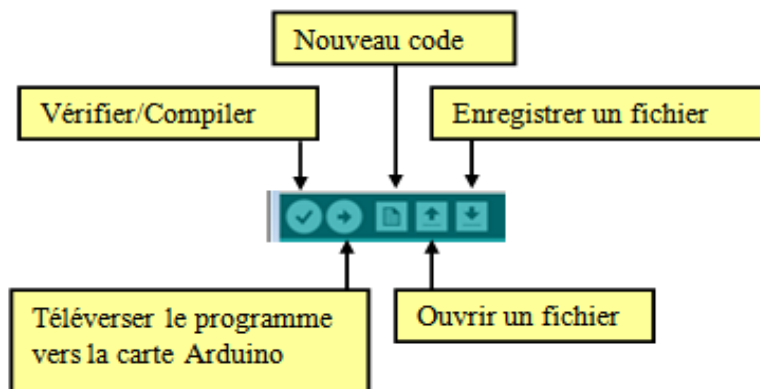 Nouveau code
Vérifier/Compiler
Enregistrer un fichier
Téléverser le programme
vers la carte Arduino
Ouvrir un fichier